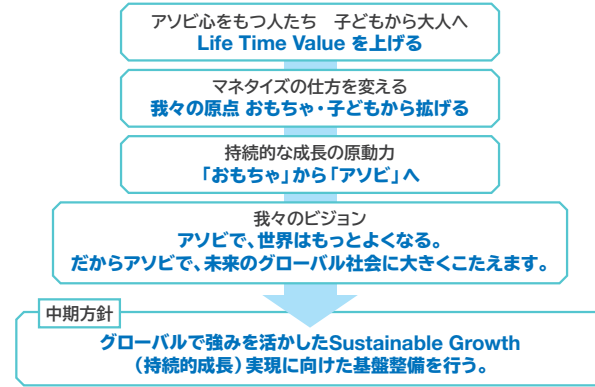 アソビ心をもつ人たち　子どもから大人へ
Life Time Value を上げる
マネタイズの仕方を変える
我々の原点 おもちゃ・子どもから拡げる
持続的な成長の原動力
「おもちゃ」から「アソビ」へ
我々のビジョン
アソビで、世界はもっとよくなる。
だからアソビで、未来のグローバル社会に大きくこたえます。
中期方針
グローバルで強みを活かしたSustainable Growth
（持続的成長）実現に向けた基盤整備を行う。